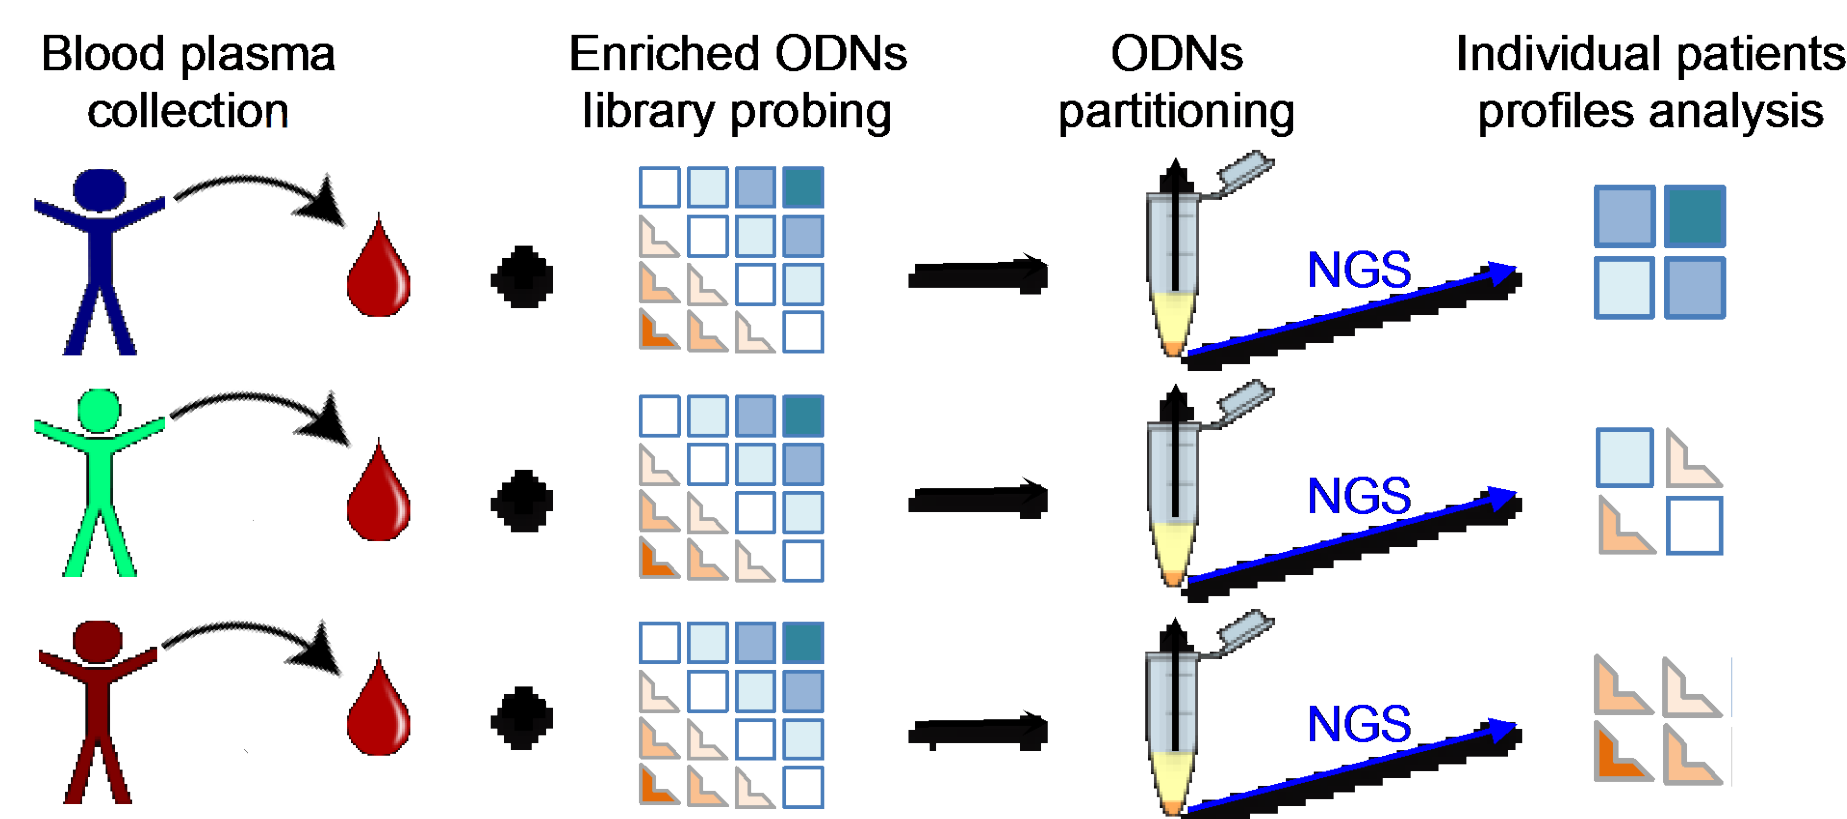 Blood plasma
collection
Enriched ODNs
library probing
ODNs
partitioning
Individual patients
profiles analysis
NGS
NGS
NGS